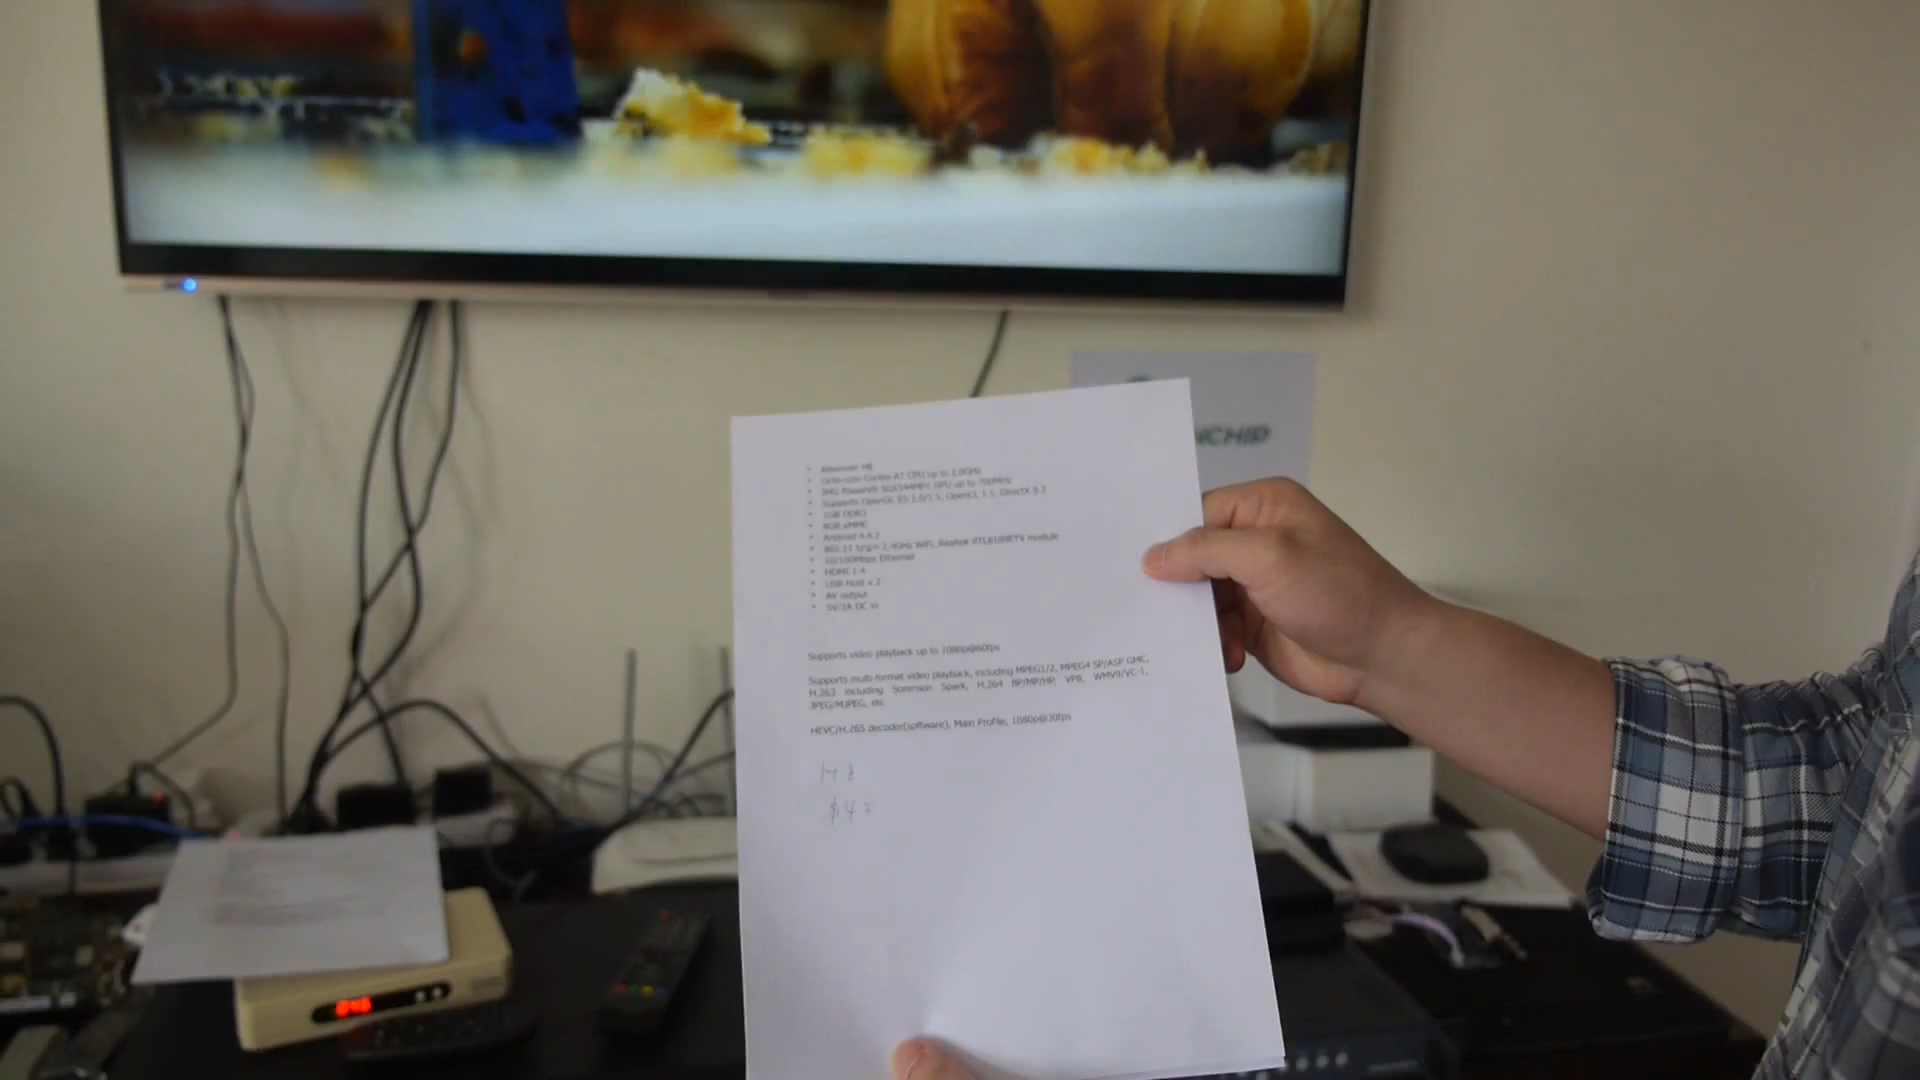 NCHIP
• Allwinner H8
• Octa-core Cortex-A7 CPU up to 2.0GHz
• IMG PowerVR SGX544MP1 GPU up to 700MHz
• Supports OpenGL ES 2.0/1.1, OpenCL 1.1, DirectX 9.3
• 1GB DDR3
• 8GB eMMC
• Android 4.4.2
• 802.11 b/g/n 2.4GHz WiFi, Realtek RTL8189ETV module
• 10/100Mbps Ethernet
• HDMI 1.4
• USB Host x 2
• AV output
• 5V/2A DC in
Supports video playback up to 1080p@60fps
Supports multi-format video playback, including MPEG1/2, MPEG4 SP/ASP GMC,
H.263 including Sorenson Spark, H.264 BP/MP/HP, VP8, WMV9/VC-1,
JPEG/MJPEG, etc
HEVC/H.265 decoder(software), Main Profile, 1080p@30fps
H8
$42